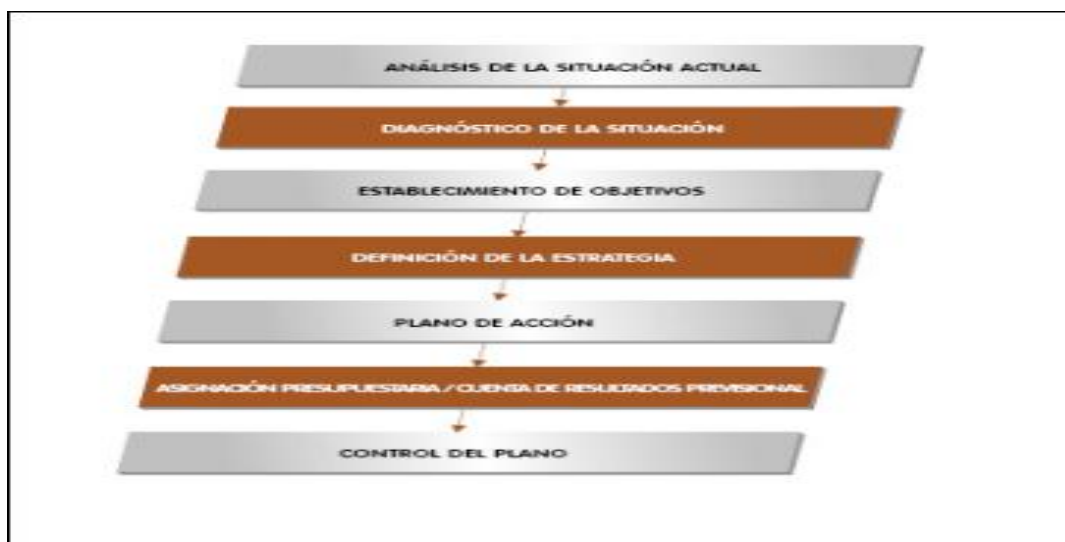 ANÁLISIS DE LA SITUACIÓN ACTUAL
DIAGNÓSTICO DE LA SITUACIÓN
ESTABLECIMIENTO DE OBJETIVOS
DEFINICIÓN DE LA ESTRATEGIA
PLANO DE ACCIÓN
ASIGNACIÓN PRESUPUESTARIA / CUENTA DE RESULTADOS PREVISIONAL
CONTROL DEL PLANO